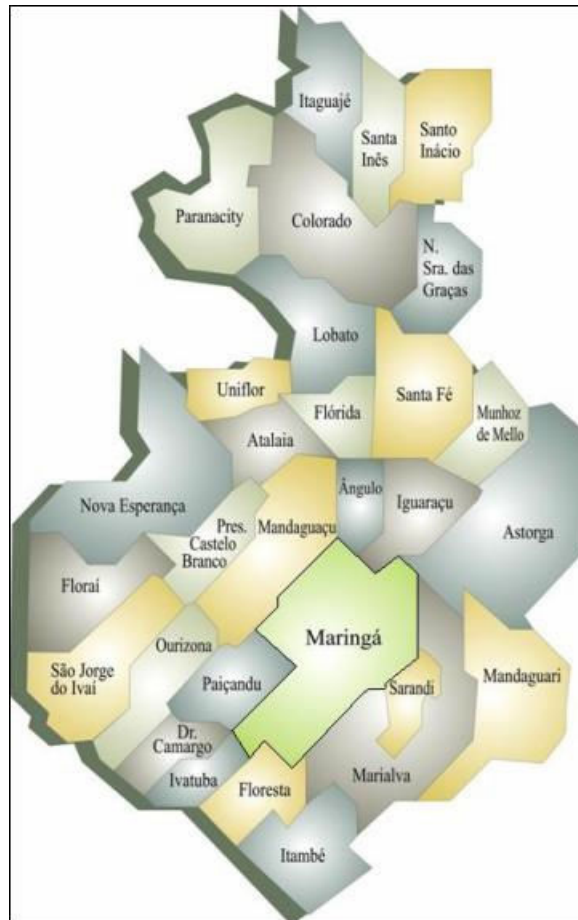 Itaguajé
Santa
Inês
Santo
Inácio
Paranacity
Colorado
N.
Sra. das
Graças
Lobato
Uniflor
Flórida
Santa Fé
Munhoz
de Mello
Atalaia
Nova Esperança
Pres.
Castelo
Branco
Mandaguaçu
Ângulo
Iguaraçu
Astorga
Floraí
Ourizona
Maringá
São Jorge
do Ivaí
Paiçandu
Sarandi
Mandaguari
Dr.
Camargo
Ivatuba
Floresta
Marialva
Itambé